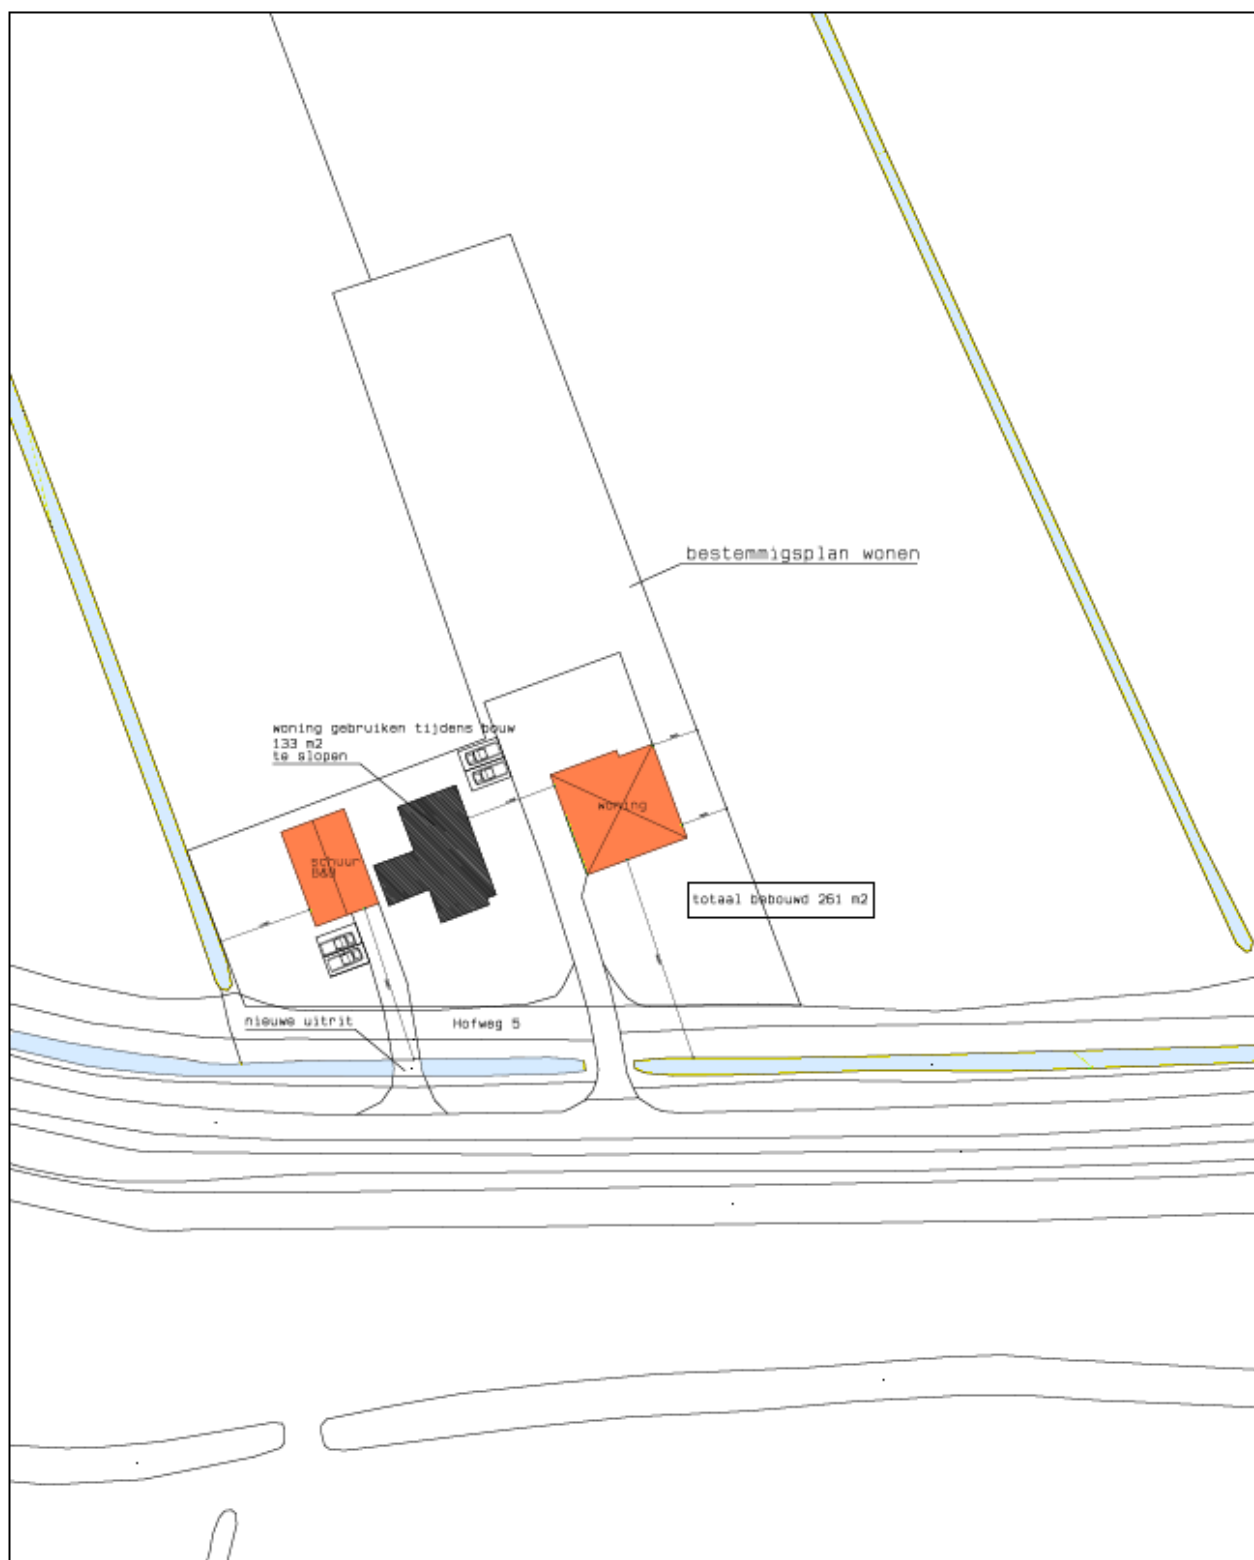 bestemmigsplan wonen
woning gebruiken tijdens bouw
133 m2
te slopen
woning
schuur
B&B
totaal bebouwd 261 m2
nieuwe uitrit
Hofweg 5